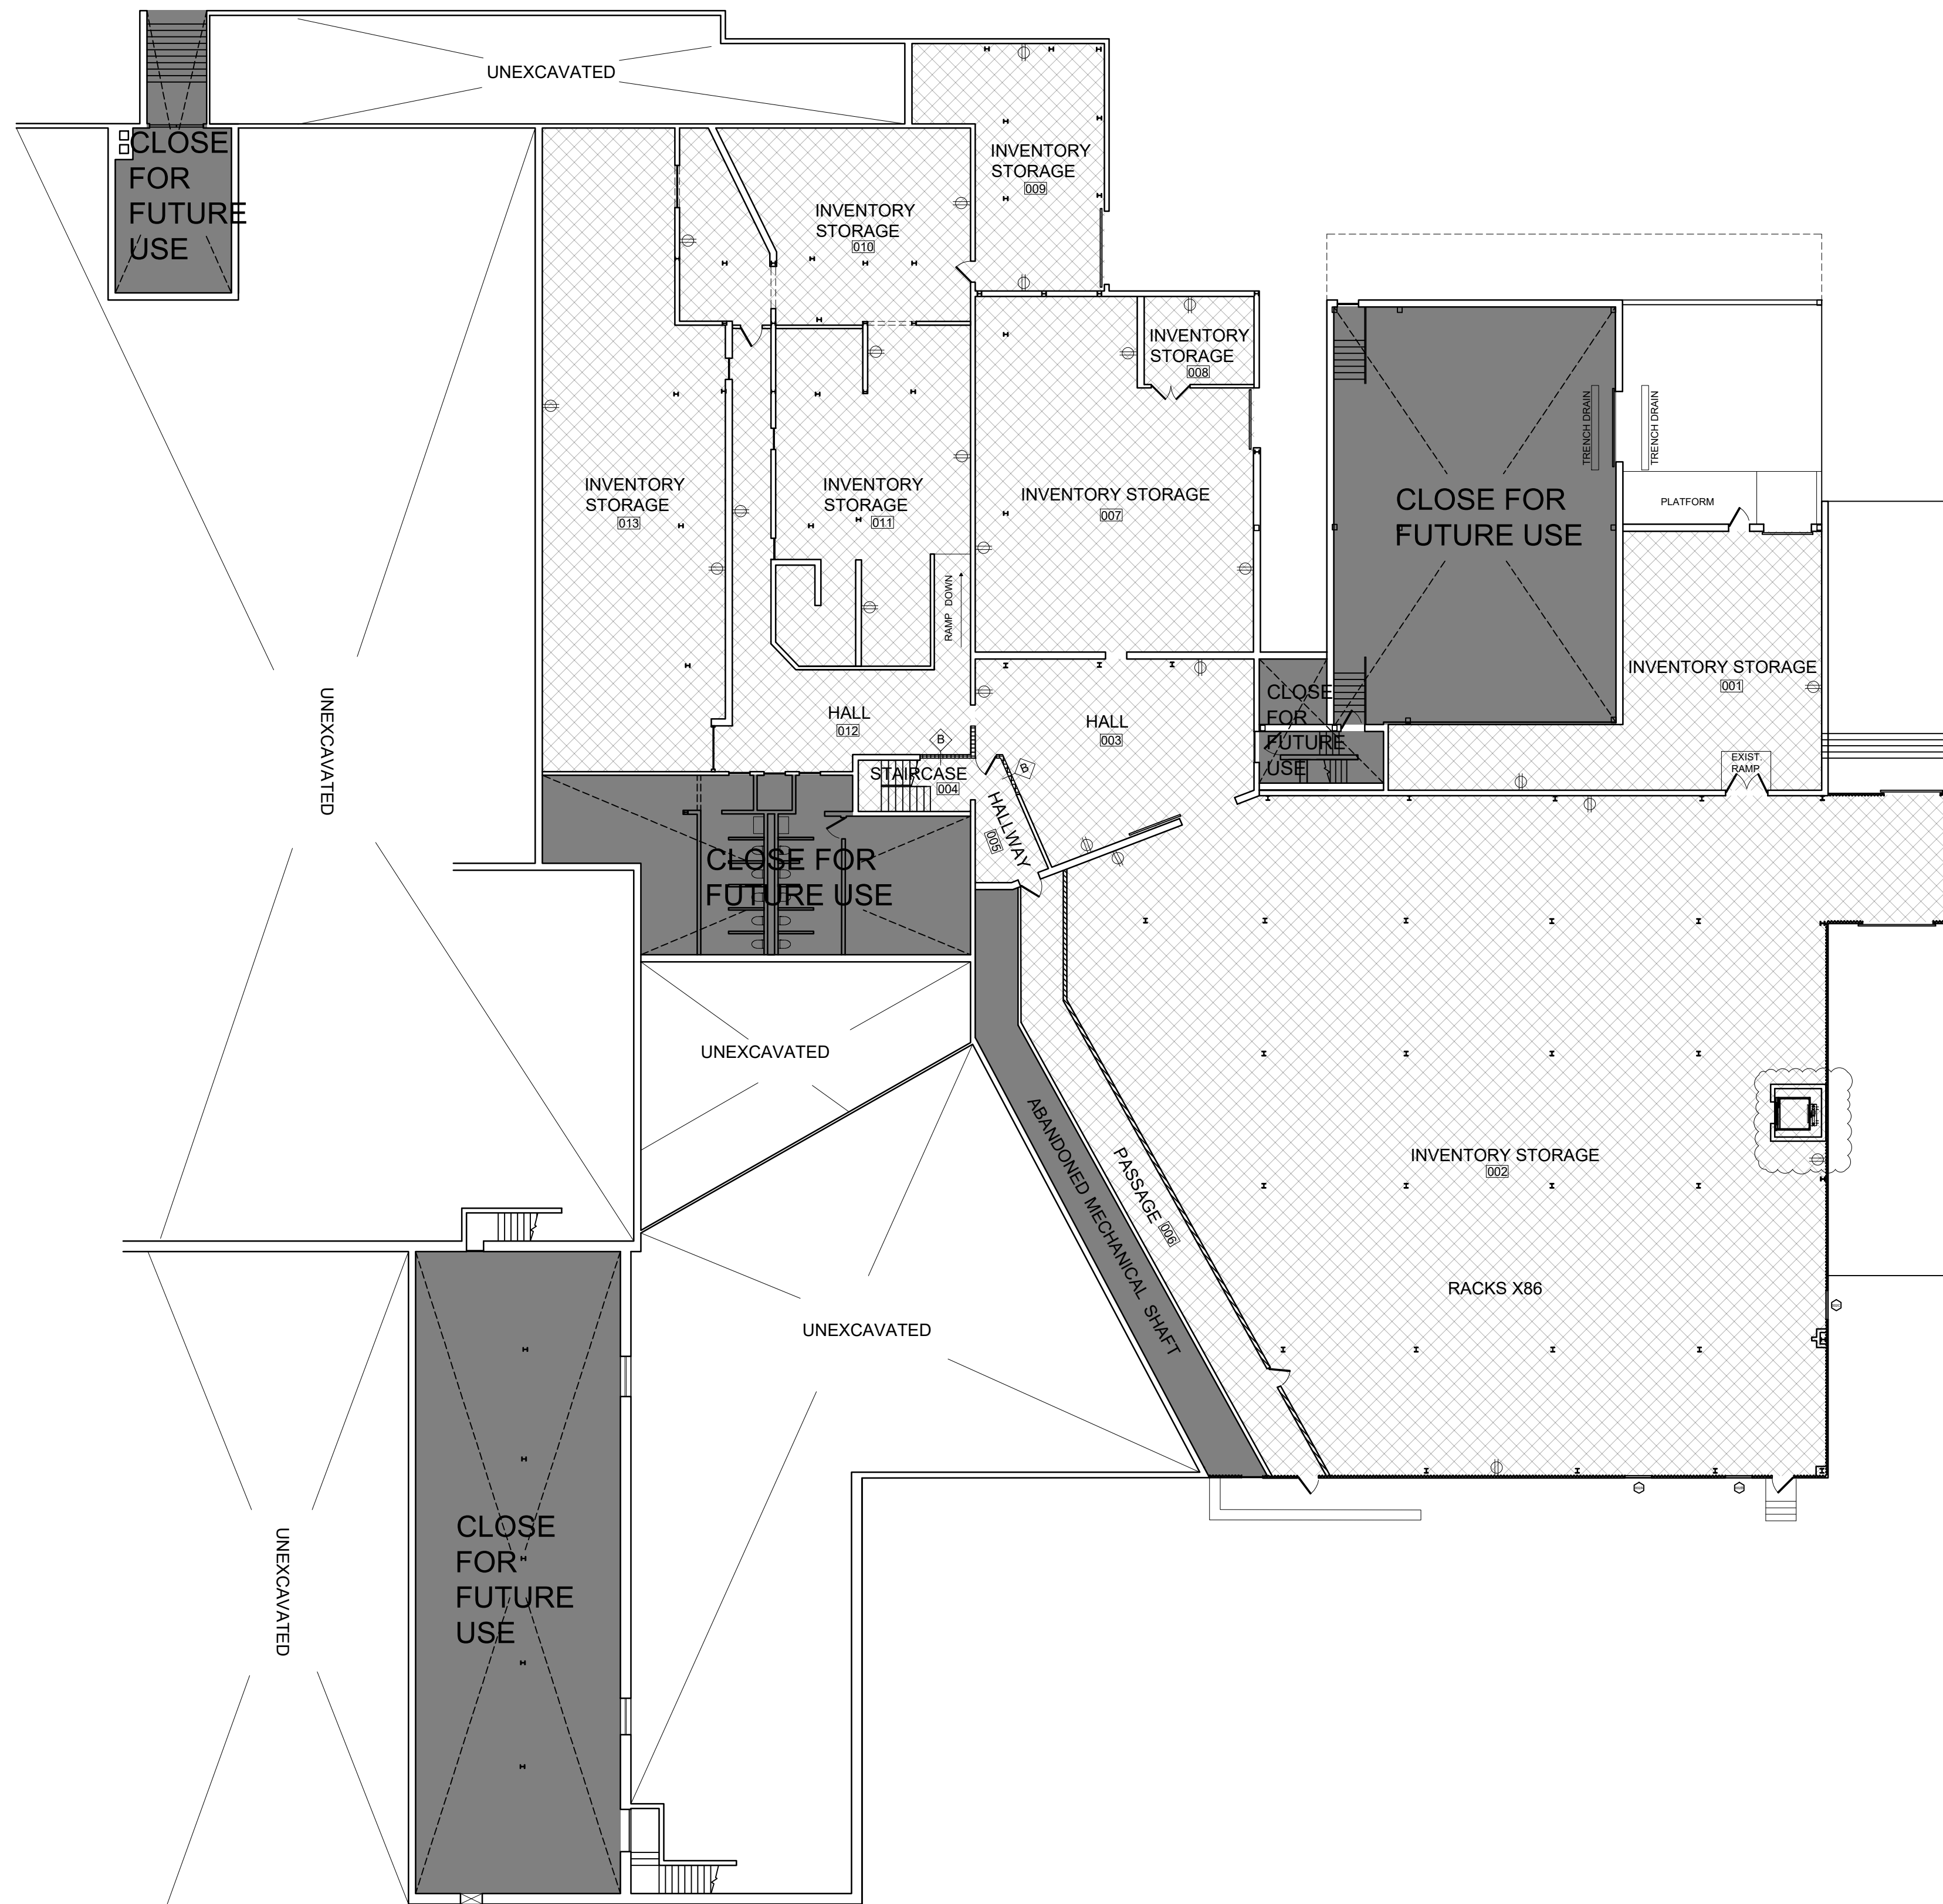 UNEXCAVATED
CLOSE
FOR
FUTURE
USE
INVENTORY
STORAGE
009
INVENTORY
STORAGE
010
INVENTORY
STORAGE
008
INVENTORY
STORAGE
013
INVENTORY
STORAGE
011
INVENTORY STORAGE
007
TRENCH DRAIN
TRENCH DRAIN
CLOSE FOR
FUTURE USE
PLATFORM
RAMP DOWN
INVENTORY STORAGE
001
UNEXCAVATED
HALL
012
HALL
003
CLOSE
FOR
FUTURE
USE
B
B
STAIRCASE
004
EXIST.
RAMP
HALLWAY
005
CLOSE FOR
FUTURE USE
UNEXCAVATED
ABANDONED MECHANICAL SHAFT
PASSAGE
006
INVENTORY STORAGE
002
RACKS X86
UNEXCAVATED
CLOSE
FOR
FUTURE
USE
UNEXCAVATED